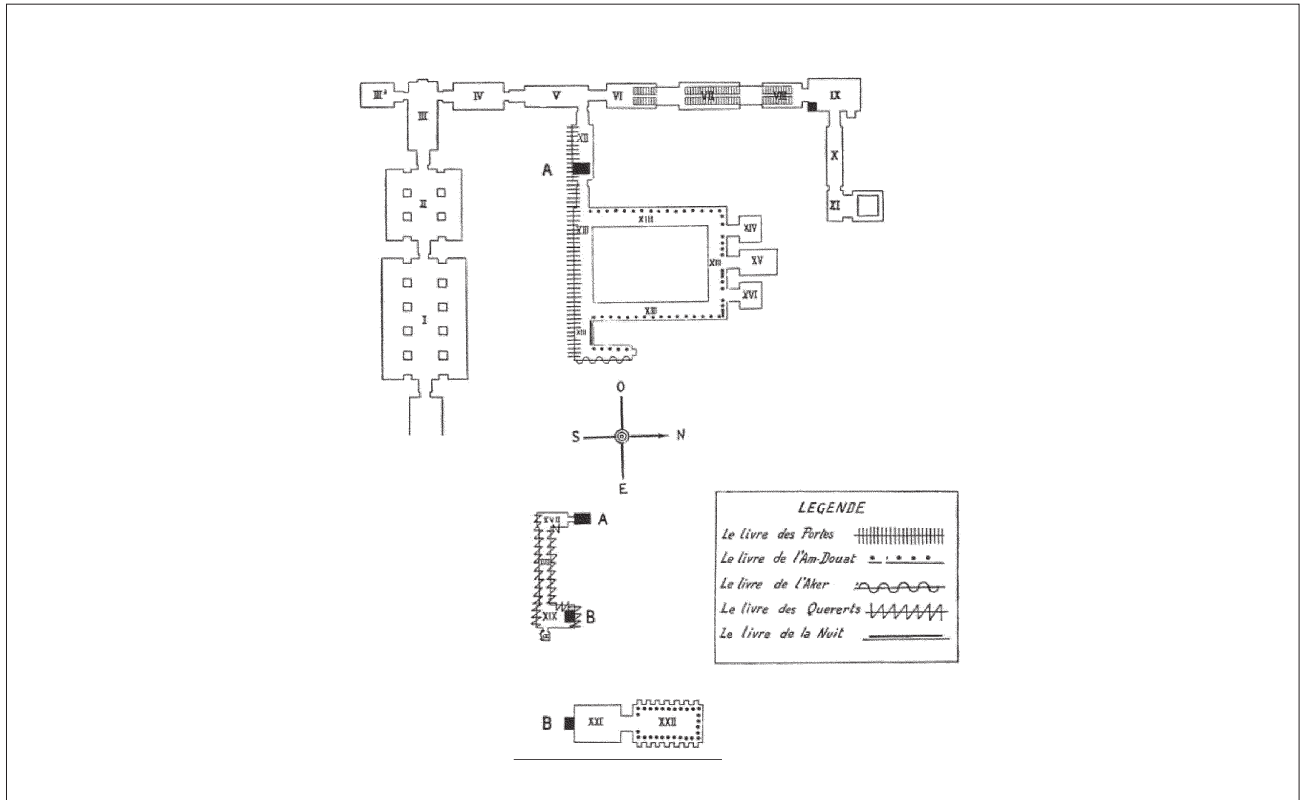 III² IV V VI VII VIII IX
III
XII
A X
II XI
XIII XIV
XIII
XIII XV
I XVI
XIII
XIII
O
S N
E
XVII A
XIX B
B XXI XXII
LEGENDE
Le livre des Portes
Le livre de l'Am-Douat
Le livre de l'Aker
Le livre des Quererts
Le livre de la Nuit